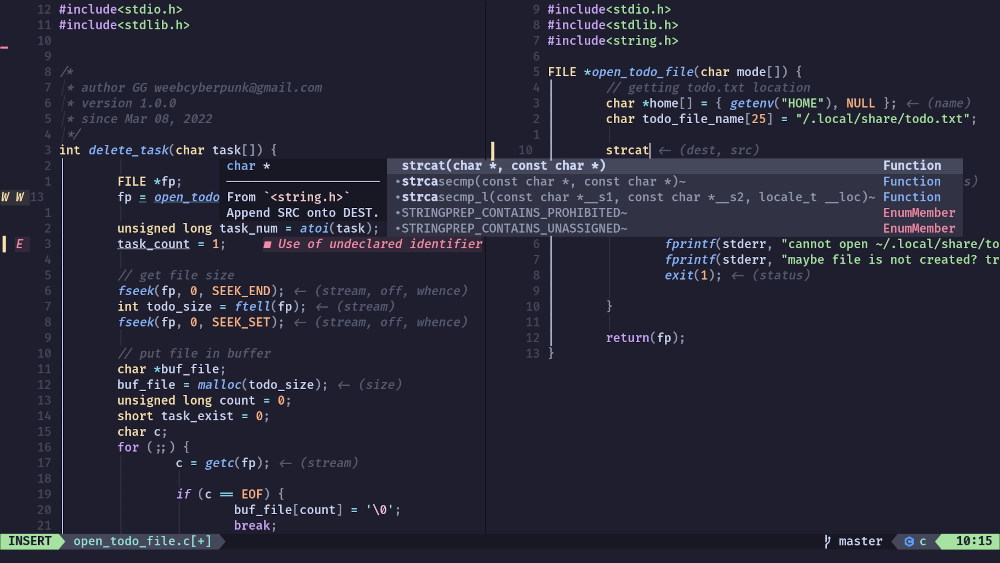 12 #include<stdio.h>
11 #include<stdlib.h>
10
9
8 /*
7 * author GG weebcyberpunk@gmail.com
6 * version 1.0.0
5 * since Mar 08, 2022
4 */
3 int delete_task(char task[]) {
2
1 FILE *fp;
W W 13 fp = open_todo
1
2 unsigned long task_num = atoi(task);
E 3 task_count = 1; ■ Use of undeclared identifier
4
5 // get file size
6 fseek(fp, 0, SEEK_END); <- (stream, off, whence)
7 int todo_size = ftell(fp); <- (stream)
8 fseek(fp, 0, SEEK_SET); <- (stream, off, whence)
9
10 // put file in buffer
11 char *buf_file;
12 buf_file = malloc(todo_size); <- (size)
13 unsigned long count = 0;
14 short task_exist = 0;
15 char c;
16 for (;;) {
17 c = getc(fp); <- (stream)
18
19 if (c == EOF) {
20 buf_file[count] = '\0';
21 break;
char *
From `<string.h>`
Append SRC onto DEST.
9 #include<stdio.h>
8 #include<stdlib.h>
7 #include<string.h>
6
5 FILE *open_todo_file(char mode[]) {
4 // getting todo.txt location
3 char *home[] = { getenv("HOME"), NULL }; <- (name)
2 char todo_file_name[25] = "/.local/share/todo.txt";
1
10 strcat <- (dest, src)
strcat(char *, const char *) Function
•strcasecmp(const char *, const char *)~ Function
•strcasecmp_l(const char *__s1, const char *__s2, locale_t __loc)~ Function
•STRINGPREP_CONTAINS_PROHIBITED~ EnumMember
•STRINGPREP_CONTAINS_UNASSIGNED~ EnumMember
s)
6 fprintf(stderr, "cannot open ~/.local/share/to
7 fprintf(stderr, "maybe file is not created? tr
8 exit(1); <- (status)
9
10 }
11
12 return(fp);
13 }
INSERT open_todo_file.c[+] master c 10:15